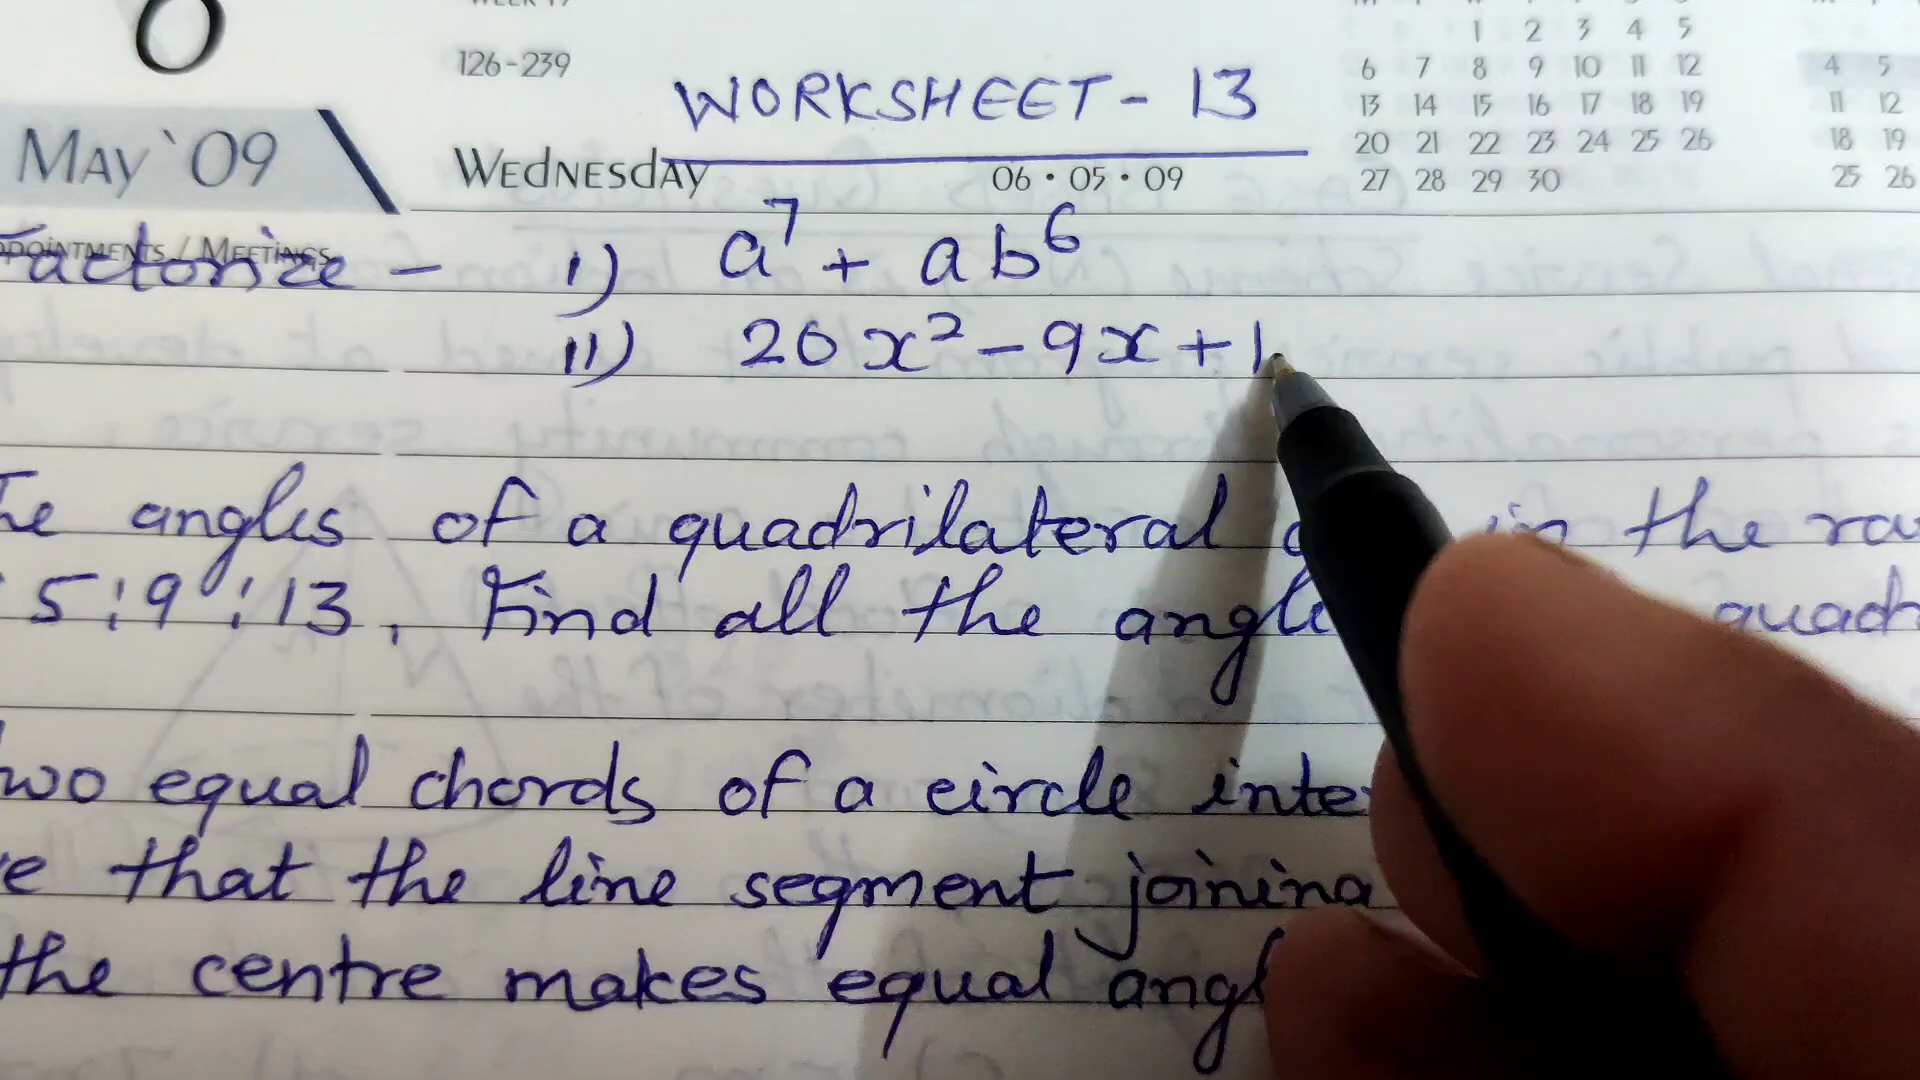 126-239
WORKSHEET - 13
1 2 3 4 5
6 7 8 9 10 11 12
13 14 15 16 17 18 19
20 21 22 23 24 25 26
27 28 29 30
4 5
11 12
18 19
25 26
MAY '09
WEDNESDAY
06 · 05 · 09
/ MEETINGS
Factorize - i) a⁷ + ab⁶
ii) 20x² - 9x + 1
angles of a quadrilateral in the
5 : 9 : 13. Find all the
equal chords of a circle
that the line segment joining
the centre makes equal